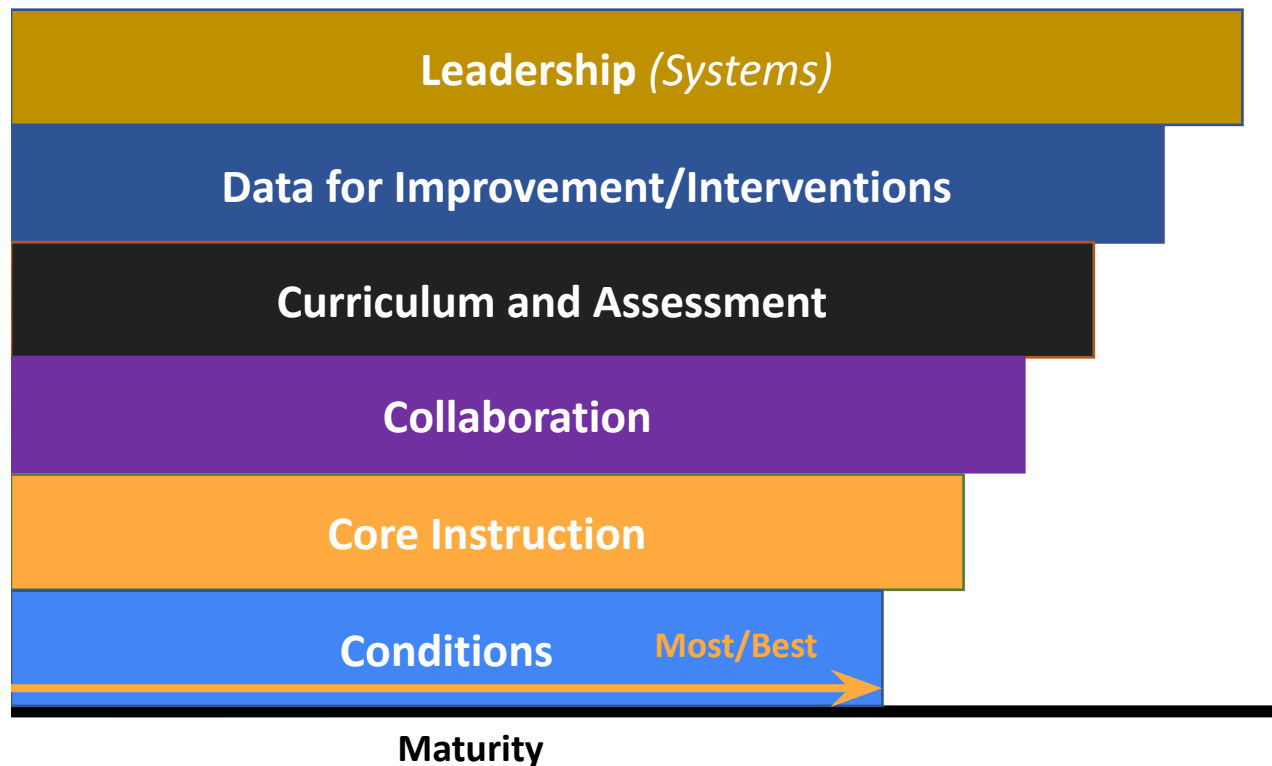 Leadership (Systems)
Data for Improvement/Interventions
Curriculum and Assessment
Collaboration
Core Instruction
Conditions
Most/Best
Maturity